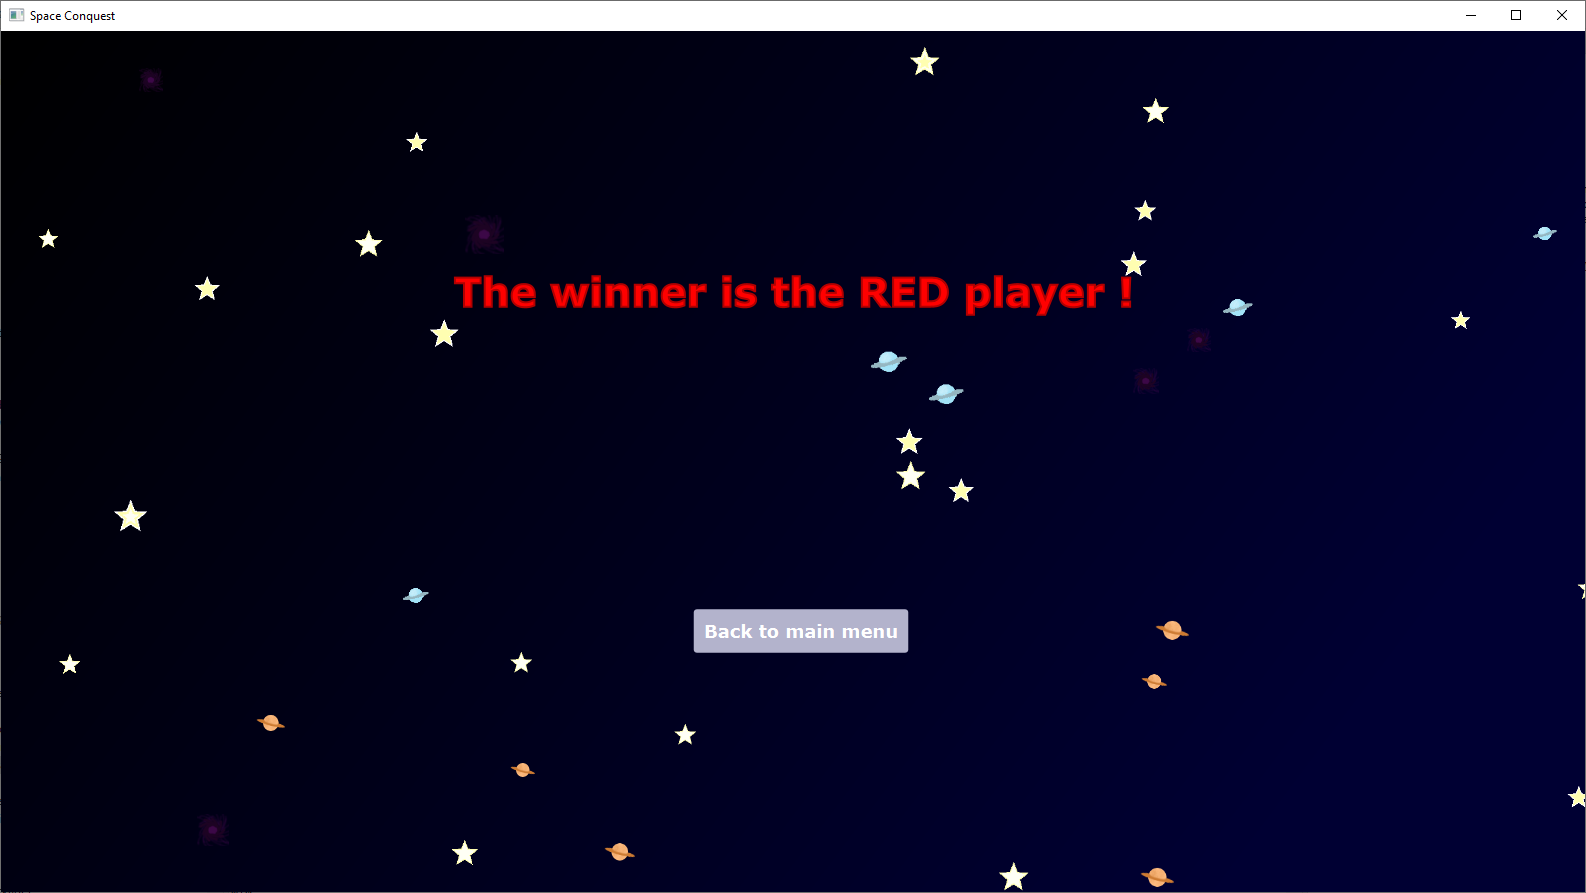 Space Conquest
The winner is the RED player !
Back to main menu